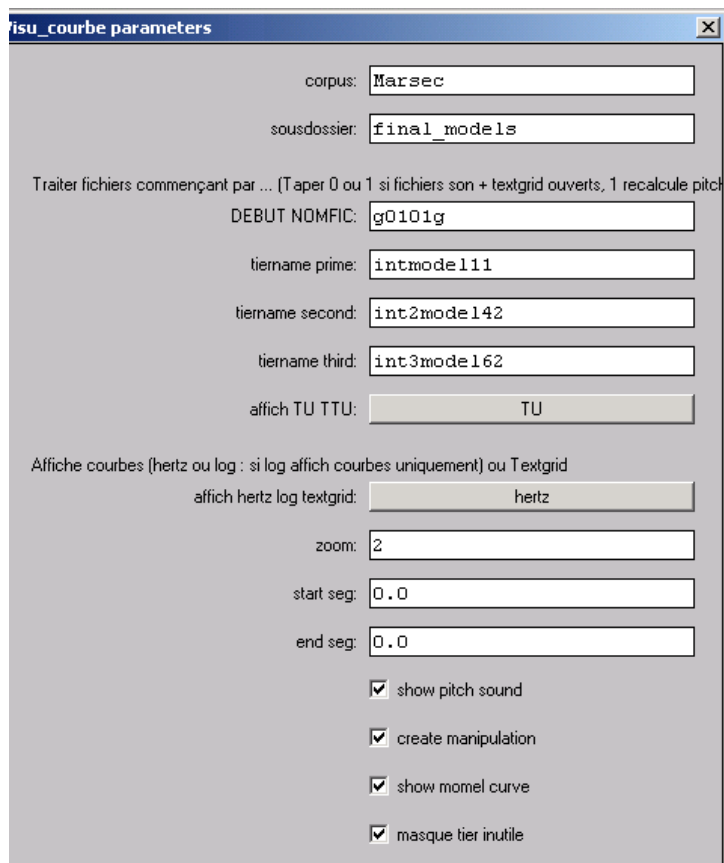 Visu_courbe parameters
corpus: Marsec
sousdossier: final_models
Traiter fichiers commençant par ... (Taper 0 ou 1 si fichiers son + textgrid ouverts, 1 recalcule pitch
DEBUT NOMFIC: g0101g
tiername prime: intmodel11
tiername second: int2model42
tiername third: int3model62
affich TU TTU: TU
Affiche courbes (hertz ou log : si log affich courbes uniquement) ou Textgrid
affich hertz log textgrid: hertz
zoom: 2
start seg: 0.0
end seg: 0.0
show pitch sound
create manipulation
show momel curve
masque tier inutile